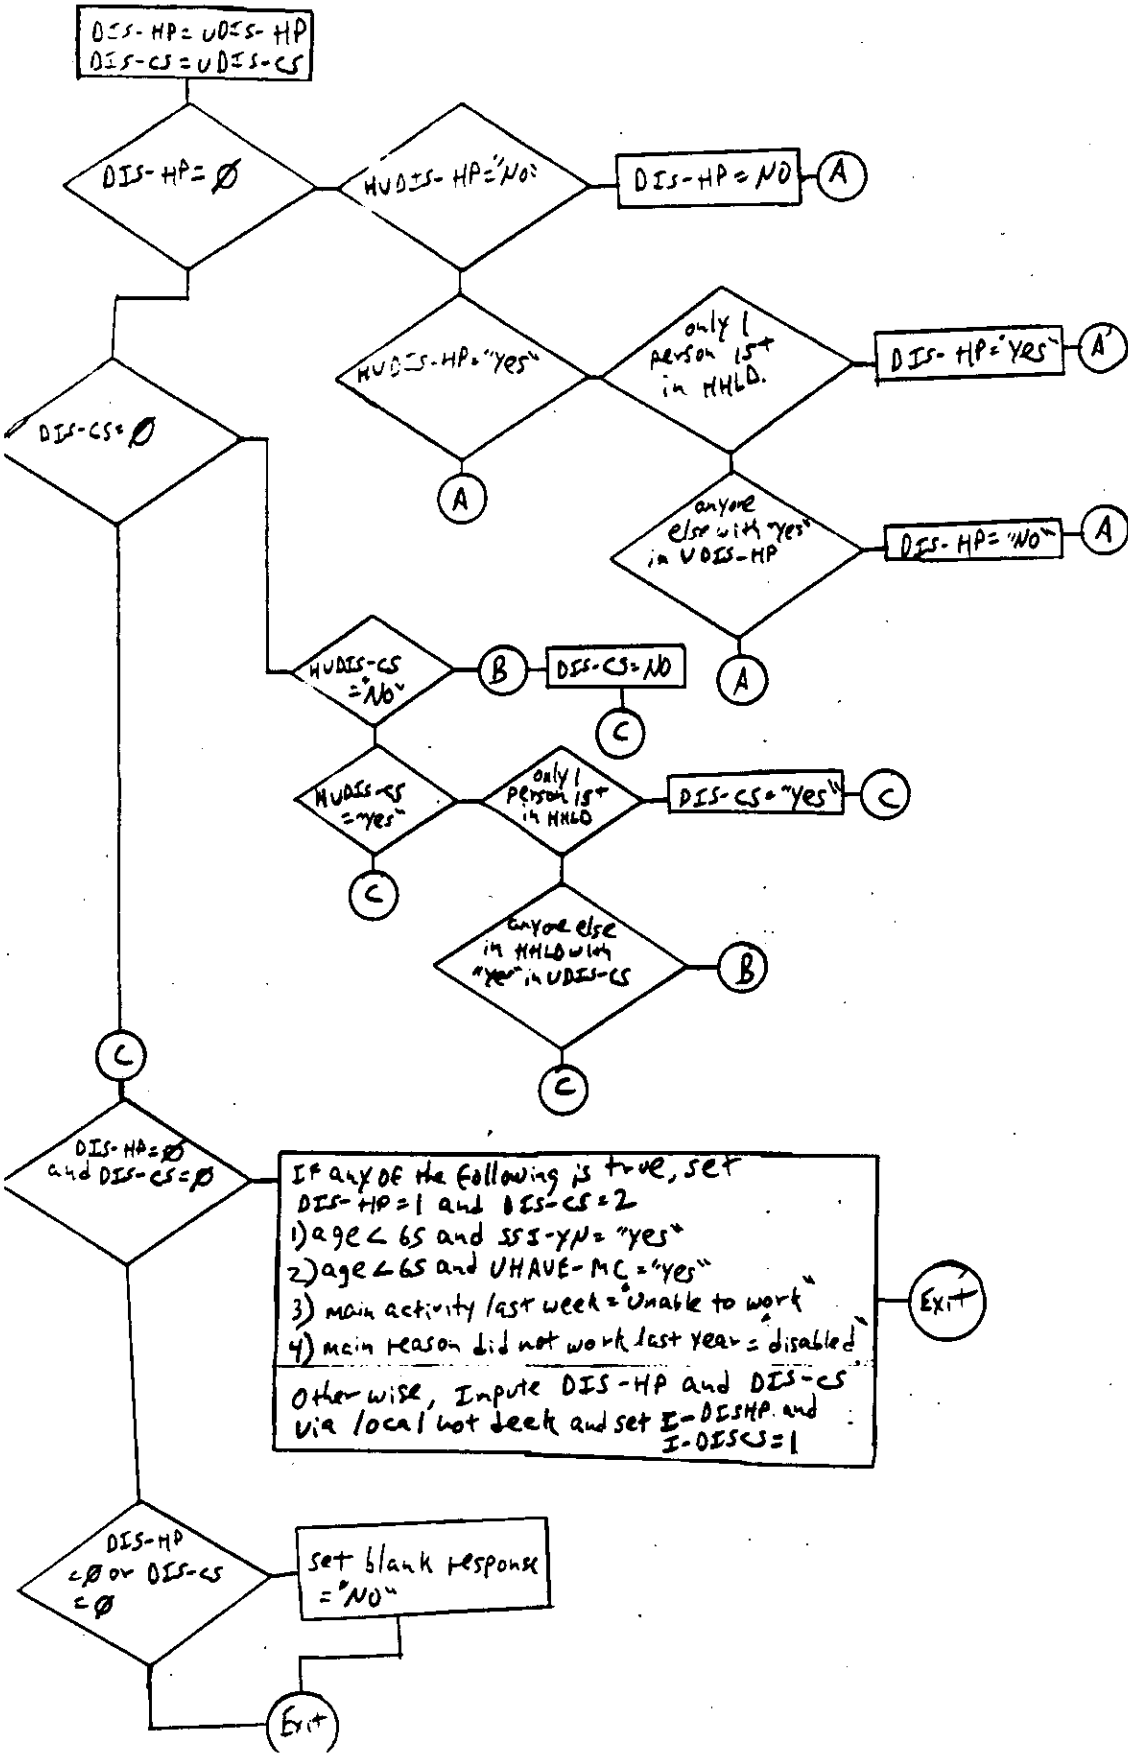 DIS-HP=UDIS-HP
DIS-CS=UDIS-CS
DIS-HP=Ø
HUDIS-HP="No"
DIS-HP=NO
A
HUDIS-HP="Yes"
only 1
person 15+
in HHLD.
DIS-HP="Yes"
A
DIS-CS=Ø
A
anyone
else with "yes"
in UDIS-HP
DIS-HP="NO"
A
A
HUDIS-CS
="No"
B
DIS-CS=NO
C
HUDIS-CS
="Yes"
only 1
person 15+
in HHLD
DIS-CS="Yes"
C
C
anyone else
in HHLD with
"Yes" in UDIS-CS
B
C
C
DIS-HP=Ø
and DIS-CS=Ø
If any of the following is true, set
DIS-HP=1 and DIS-CS=2
1) age < 65 and SSI-YN= "Yes"
2) age < 65 and UHAVE-MC="Yes"
3) main activity last week="Unable to work"
4) main reason did not work last year="disabled"
Otherwise, Impute DIS-HP and DIS-CS
via local hot deck and set I-DISHP and
I-DISCS=1
Exit
DIS-HP
=Ø or DIS-CS
=Ø
set blank response
="NO"
Exit